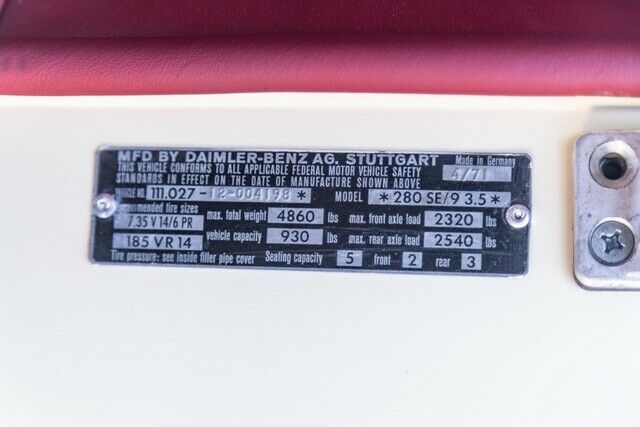 MFD BY DAIMLER-BENZ AG. STUTTGART Made in Germany
THIS VEHICLE CONFORMS TO ALL APPLICABLE FEDERAL MOTOR VEHICLE SAFETY 4/71
STANDARDS IN EFFECT ON THE DATE OF MANUFACTURE SHOWN ABOVE
111.027-12-004198* MODEL *280 SE/9 3.5*
tire sizes max. total weight 4860 lbs max. front axle load 2320 lbs
7.35 V 14/6 PR vehicle capacity 930 lbs max. rear axle load 2540 lbs
185 VR 14
Tire pressure: see inside filler pipe cover Seating capacity 5 front 2 rear 3